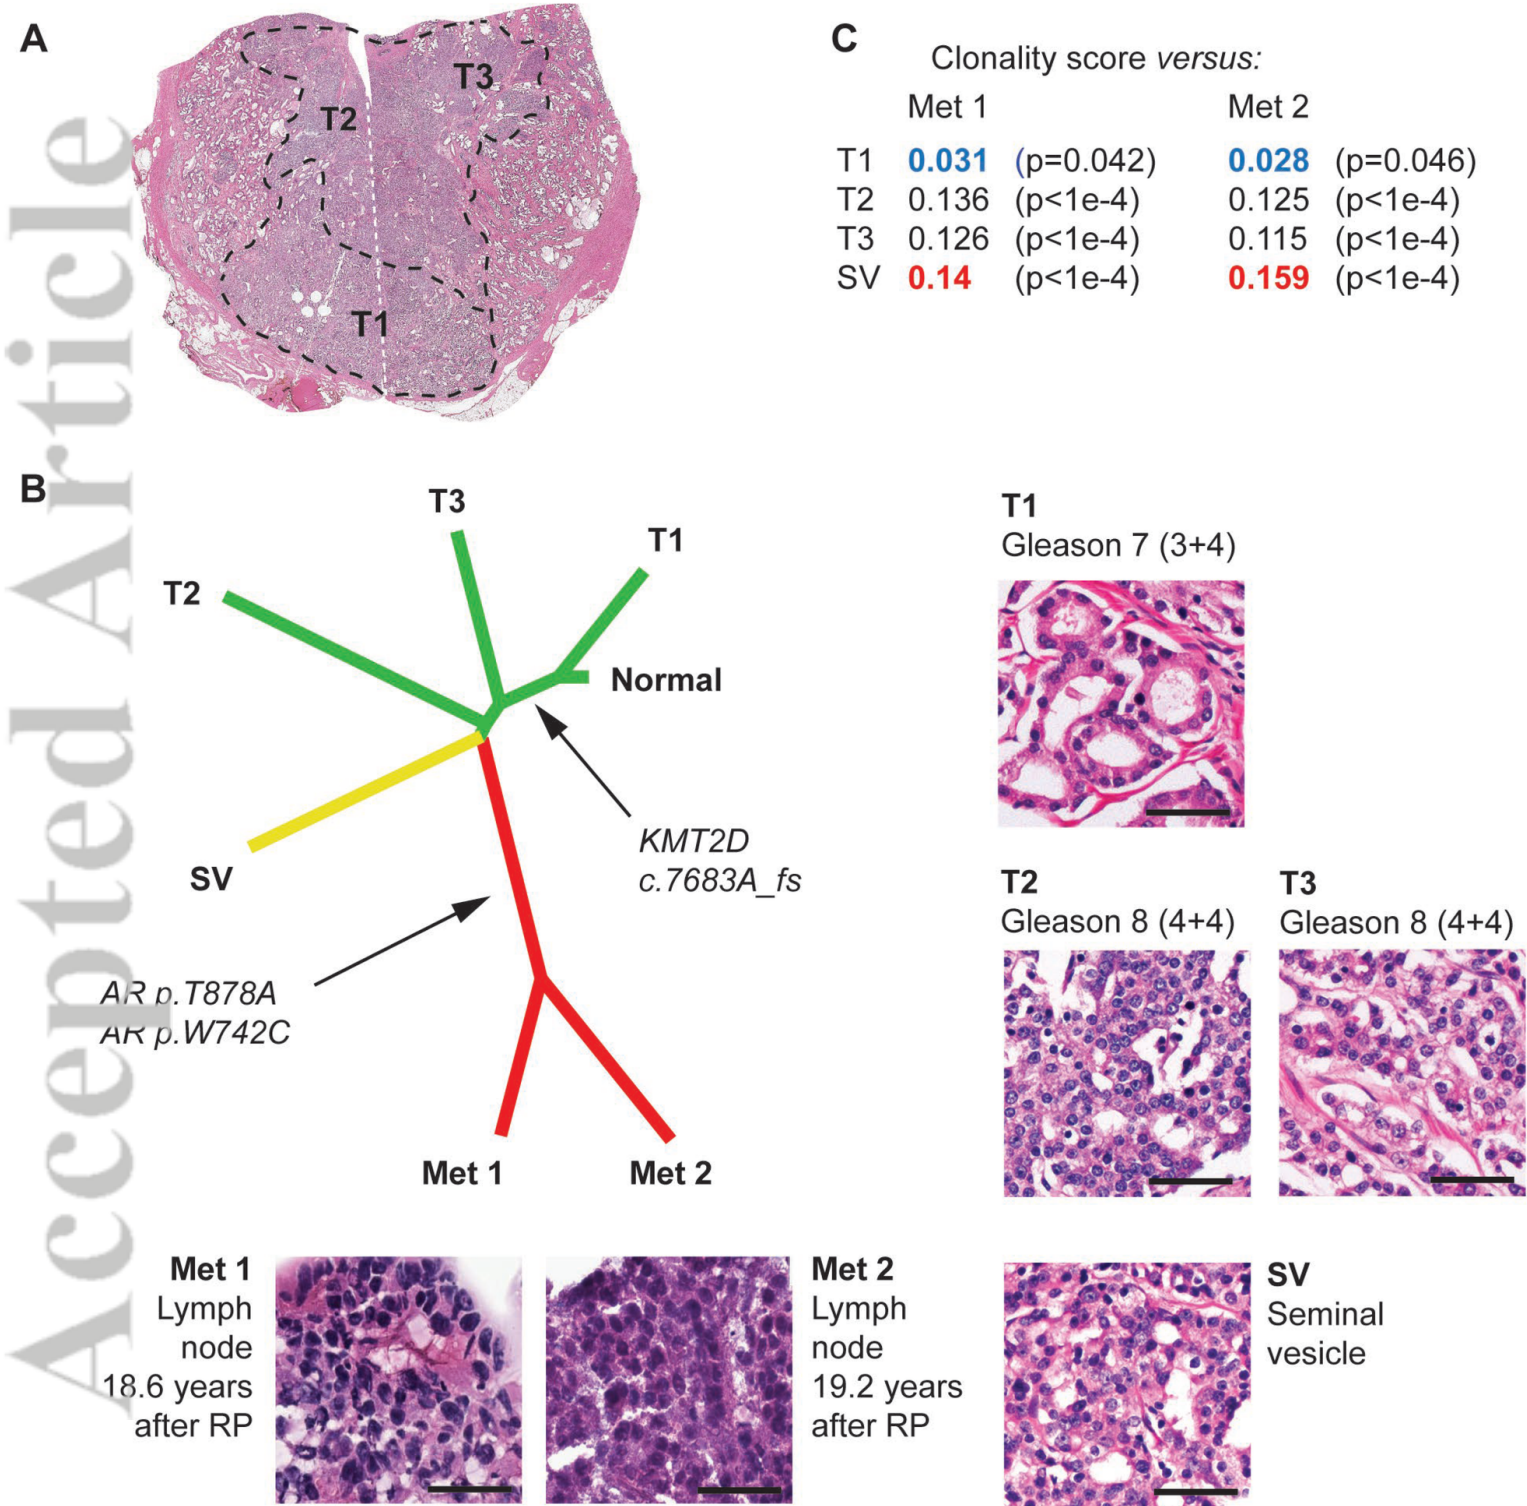 Accepted Article
A
T2
T3
T1
C
Clonality score versus:
Met 1 Met 2
T1 0.031 (p=0.042) 0.028 (p=0.046)
T2 0.136 (p<1e-4) 0.125 (p<1e-4)
T3 0.126 (p<1e-4) 0.115 (p<1e-4)
SV 0.14 (p<1e-4) 0.159 (p<1e-4)
B
T3
T1
T2
Normal
SV
KMT2D
c.7683A_fs
AR p.T878A
AR p.W742C
Met 1
Met 2
T1
Gleason 7 (3+4)
T2
Gleason 8 (4+4)
T3
Gleason 8 (4+4)
Met 1
Lymph
node
18.6 years
after RP
Met 2
Lymph
node
19.2 years
after RP
SV
Seminal
vesicle